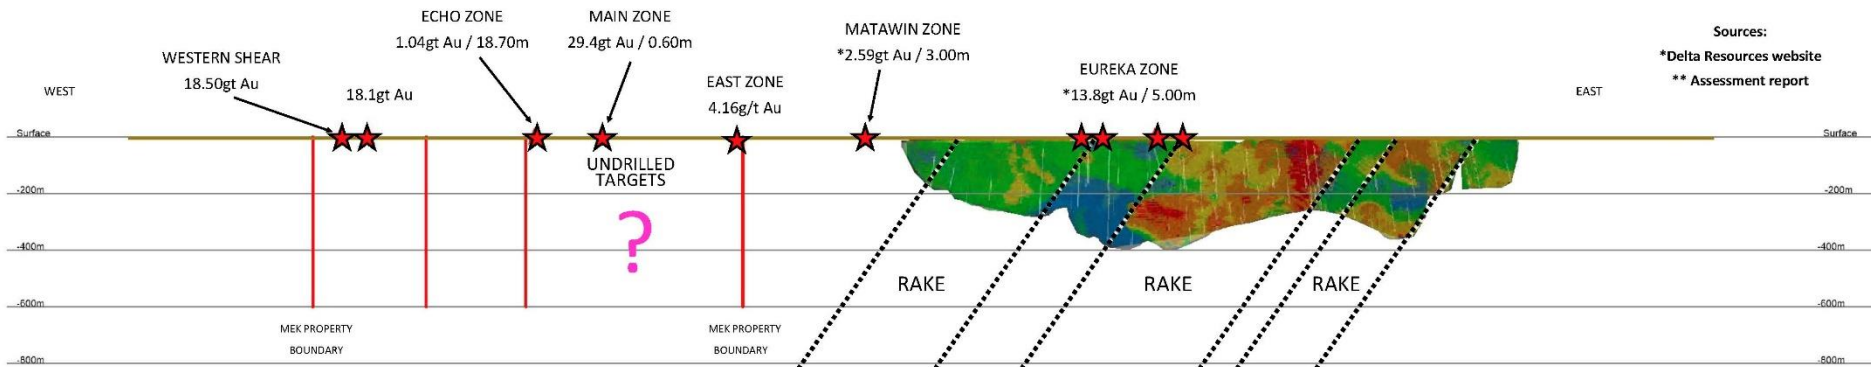 WEST
WESTERN SHEAR
18.50gt Au
18.1gt Au
ECHO ZONE
1.04gt Au / 18.70m
MAIN ZONE
29.4gt Au / 0.60m
EAST ZONE
4.16g/t Au
MATAWIN ZONE
*2.59gt Au / 3.00m
EUREKA ZONE
*13.8gt Au / 5.00m
EAST
Sources:
*Delta Resources website
** Assessment report
Surface
Surface
UNDRILLED
TARGETS
?
-200m
-200m
-400m
-400m
RAKE
RAKE
RAKE
-600m
-600m
MEK PROPERTY
BOUNDARY
MEK PROPERTY
BOUNDARY
-800m
-800m